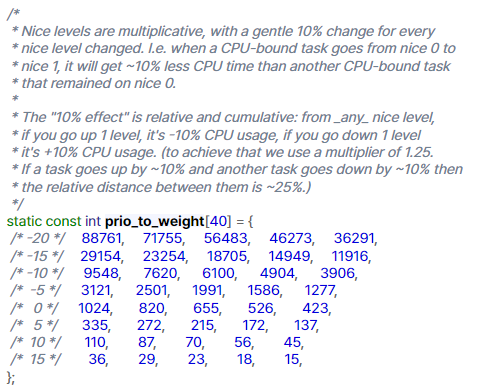 /*
* Nice levels are multiplicative, with a gentle 10% change for every
* nice level changed. I.e. when a CPU-bound task goes from nice 0 to
* nice 1, it will get ~10% less CPU time than another CPU-bound task
* that remained on nice 0.
*
* The "10% effect" is relative and cumulative: from _any_ nice level,
* if you go up 1 level, it's -10% CPU usage, if you go down 1 level
* it's +10% CPU usage. (to achieve that we use a multiplier of 1.25.
* If a task goes up by ~10% and another task goes down by ~10% then
* the relative distance between them is ~25%.)
*/
static const int prio_to_weight[40] = {
/* -20 */ 88761, 71755, 56483, 46273, 36291,
/* -15 */ 29154, 23254, 18705, 14949, 11916,
/* -10 */ 9548, 7620, 6100, 4904, 3906,
/* -5 */ 3121, 2501, 1991, 1586, 1277,
/* 0 */ 1024, 820, 655, 526, 423,
/* 5 */ 335, 272, 215, 172, 137,
/* 10 */ 110, 87, 70, 56, 45,
/* 15 */ 36, 29, 23, 18, 15,
};